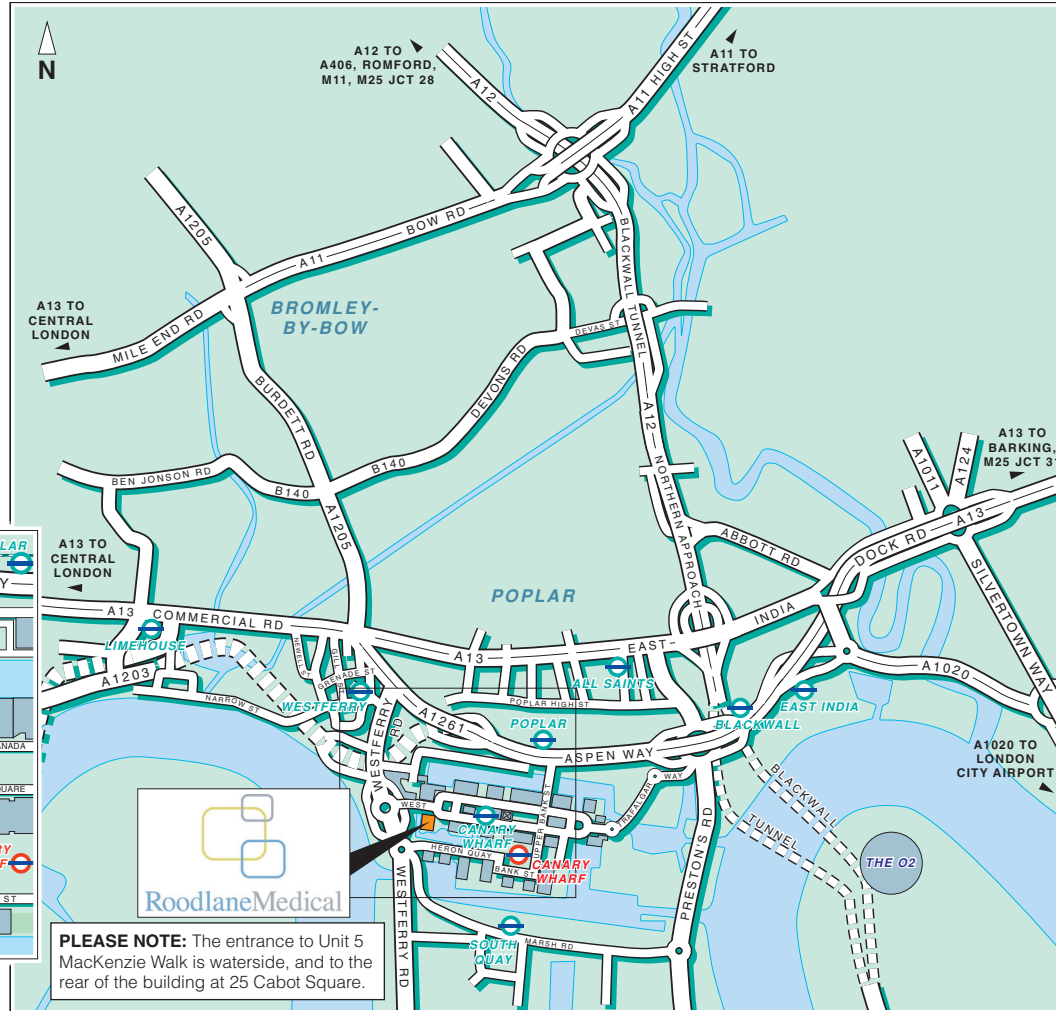 N
A12 TO
A406, ROMFORD,
M11, M25 JCT 28
A11 TO
STRATFORD
A12
A11 HIGH ST
A1205
BOW RD
A11
BLACKWALL TUNNEL
A13 TO
CENTRAL
LONDON
MILE END RD
BROMLEY-
BY-BOW
DEVAS ST
BURDETT RD
DEVONS RD
A12
NORTHERN APPROACH
A13 TO
BARKING,
M25 JCT 31
A1011
A124
BEN JONSON RD
B140
B140
A1205
A13
DOCK RD
ABBOTT RD
SILVERTOWN WAY
LAR
Y
A13 TO
CENTRAL
LONDON
POPLAR
INDIA
A13
COMMERCIAL RD
LIMEHOUSE
A13
EAST
NEWELL ST
GRENADE ST
ALL SAINTS
A1203
A1020
NARROW ST
WESTFERRY
WESTFERRY
RD
A1261
POPLAR HIGH ST
POPLAR
BLACKWALL
EAST INDIA
ANADA
ASPEN WAY
A1020 TO
LONDON
CITY AIRPORT
UARE
WEST
UPPER BANK ST
TRAFALGAR
WAY
BLACKWALL
TUNNEL
CANARY
WHARF
HERON QUAY
BANK ST
CANARY
WHARF
PRESTON'S RD
THE O2
RY
F
ST
RoodlaneMedical
WESTFERRY RD
SOUTH
QUAY
MARSH RD
PLEASE NOTE: The entrance to Unit 5
MacKenzie Walk is waterside, and to the
rear of the building at 25 Cabot Square.